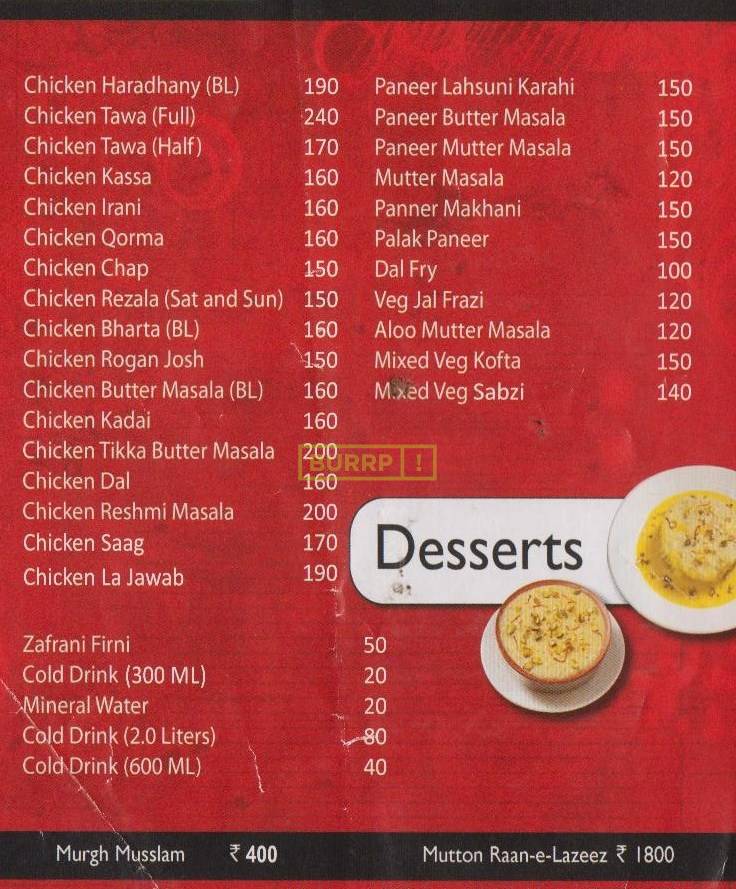 Chicken Haradhany (BL) 190
Chicken Tawa (Full) 240
Chicken Tawa (Half) 170
Chicken Kassa 160
Chicken Irani 160
Chicken Qorma 160
Chicken Chap 150
Chicken Rezala (Sat and Sun) 150
Chicken Bharta (BL) 160
Chicken Rogan Josh 150
Chicken Butter Masala (BL) 160
Chicken Kadai 160
Chicken Tikka Butter Masala 200
Chicken Dal 160
Chicken Reshmi Masala 200
Chicken Saag 170
Chicken La Jawab 190
Paneer Lahsuni Karahi 150
Paneer Butter Masala 150
Paneer Mutter Masala 150
Mutter Masala 120
Panner Makhani 150
Palak Paneer 150
Dal Fry 100
Veg Jal Frazi 120
Aloo Mutter Masala 120
Mixed Veg Kofta 150
Mixed Veg Sabzi 140
BURRP !
Desserts
Zafrani Firni 50
Cold Drink (300 ML) 20
Mineral Water 20
Cold Drink (2.0 Liters) 80
Cold Drink (600 ML) 40
Murgh Musslam ₹ 400
Mutton Raan-e-Lazeez ₹ 1800